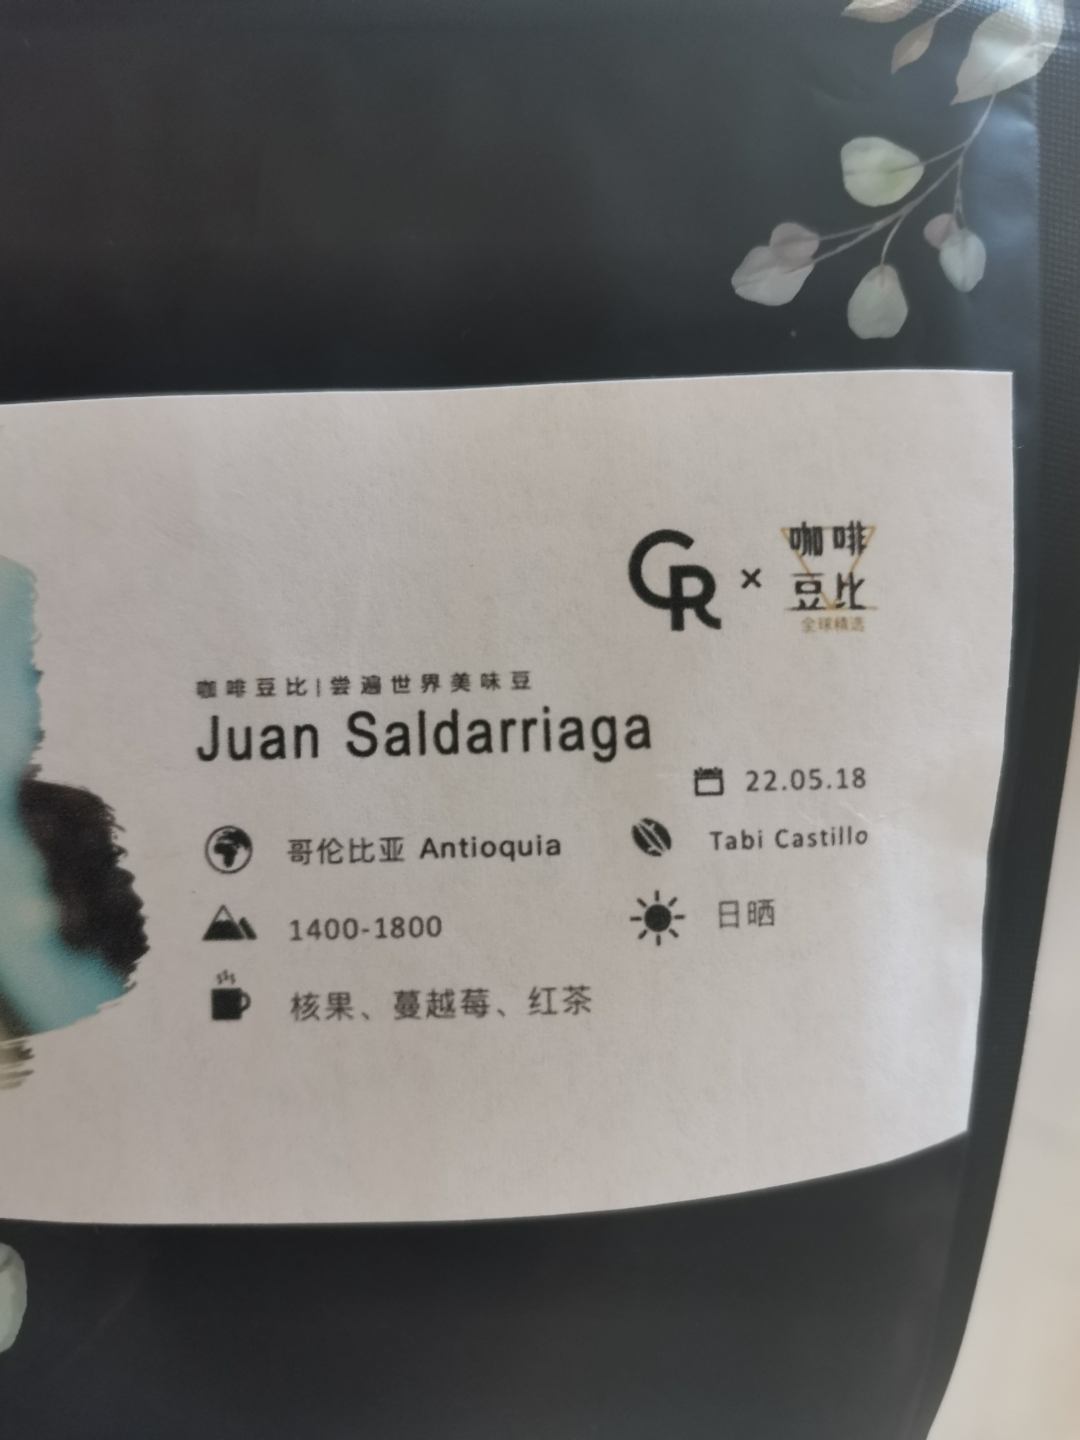 CR × 咖啡
豆比
全球精选
咖啡豆比|尝遍世界美味豆
Juan Saldarriaga
22.05.18
哥伦比亚 Antioquia
Tabi Castillo
1400-1800
日晒
核果、蔓越莓、红茶